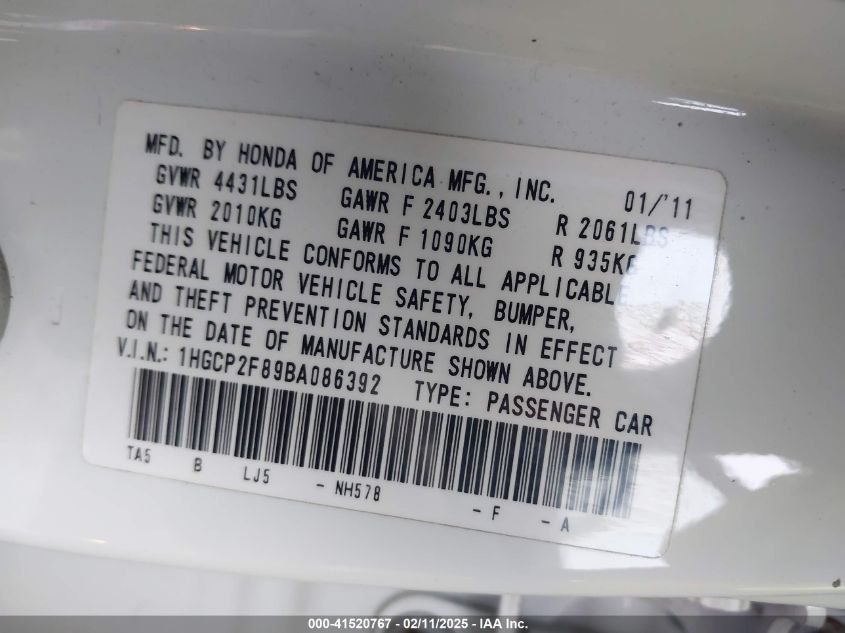 MFD. BY HONDA OF AMERICA MFG., INC. 01/'11
GVWR 4431LBS GAWR F 2403LBS R 2061LBS
GVWR 2010KG GAWR F 1090KG R 935KG
THIS VEHICLE CONFORMS TO ALL APPLICABLE
FEDERAL MOTOR VEHICLE SAFETY, BUMPER,
AND THEFT PREVENTION STANDARDS IN EFFECT
ON THE DATE OF MANUFACTURE SHOWN ABOVE.
V.I.N.: 1HGCP2F89BA086392 TYPE: PASSENGER CAR
TA5 B LJ5 - NH578 - F - A
000-41520767 - 02/11/2025 - IAA Inc.